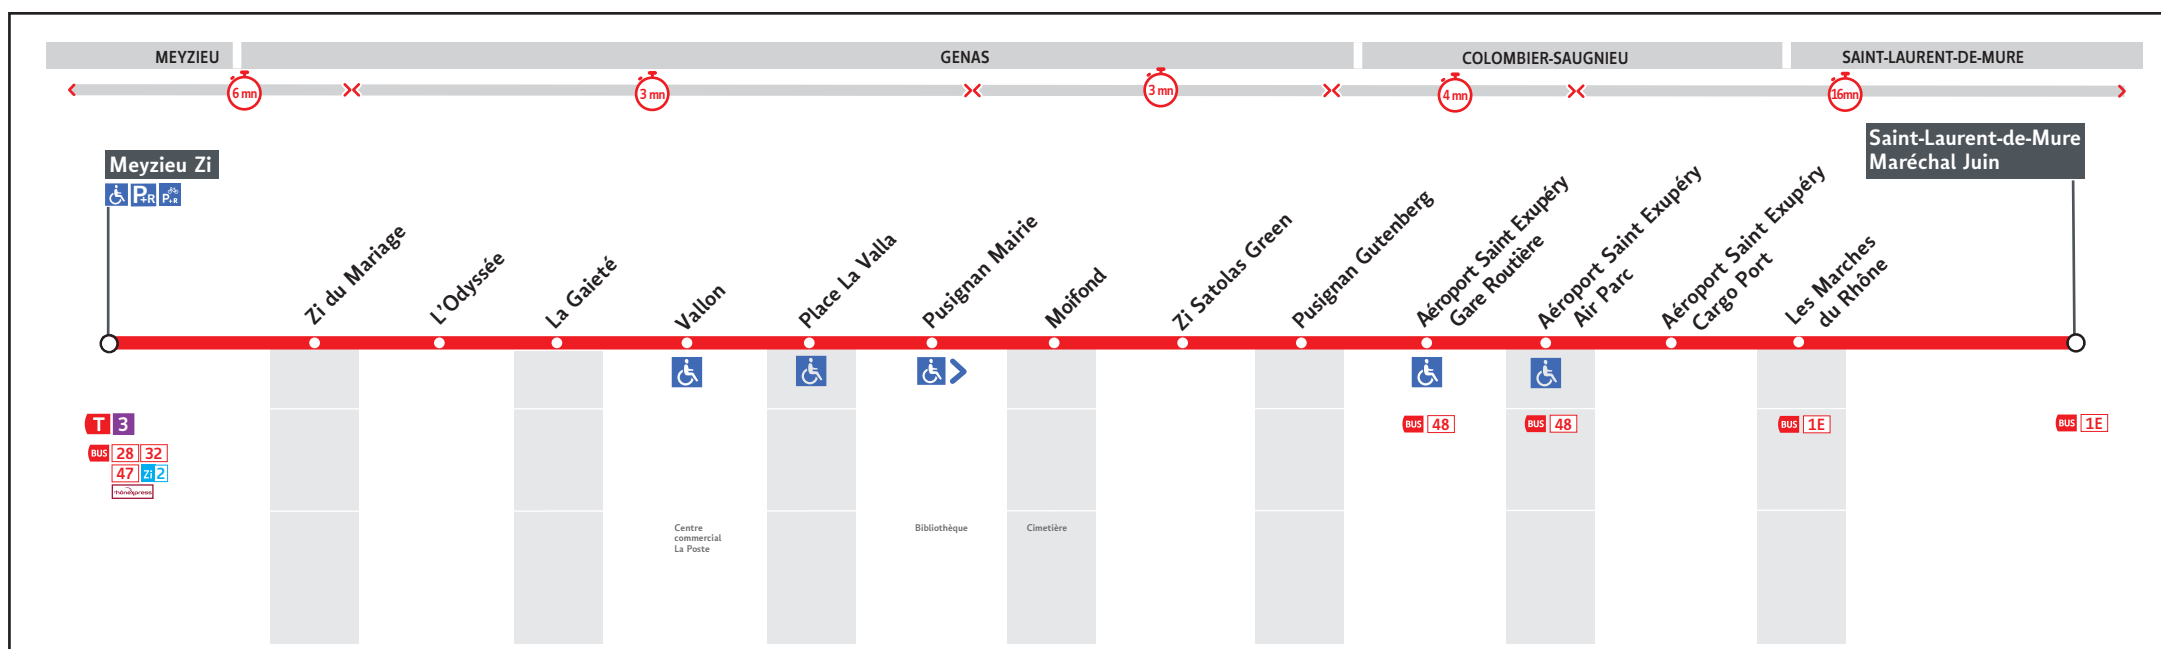 MEYZIEU
GENAS
COLOMBIER-SAUGNIEU
SAINT-LAURENT-DE-MURE
6 mn
3 mn
3 mn
4 mn
16mn
Meyzieu Zi
P+R
P+R
Saint-Laurent-de-Mure
Maréchal Juin
Zi du Mariage
L'Odyssée
La Gaieté
Vallon
Place La Valla
Pusignan Mairie
Moifond
Zi Satolas Green
Pusignan Gutenberg
Aéroport Saint Exupéry
Gare Routière
Aéroport Saint Exupéry
Air Parc
Aéroport Saint Exupéry
Cargo Port
Les Marches
du Rhône
T 3
BUS 28 32
47 Zi 2
rhônexpress
BUS 48
BUS 48
BUS 1E
BUS 1E
Centre
commercial
La Poste
Bibliothèque
Cimetière